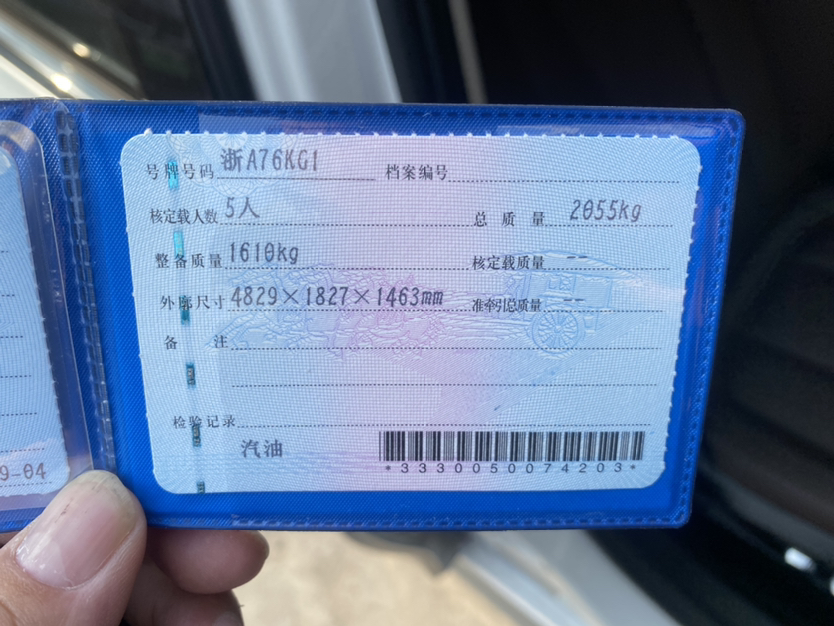 号牌号码 浙A76KG1 档案编号
核定载人数 5人 总质量 2055kg
整备质量 1610kg 核定载质量 --
外廓尺寸 4829×1827×1463mm 准牵引总质量 --
备注
检验记录
汽油
*3330050074203*
9-04